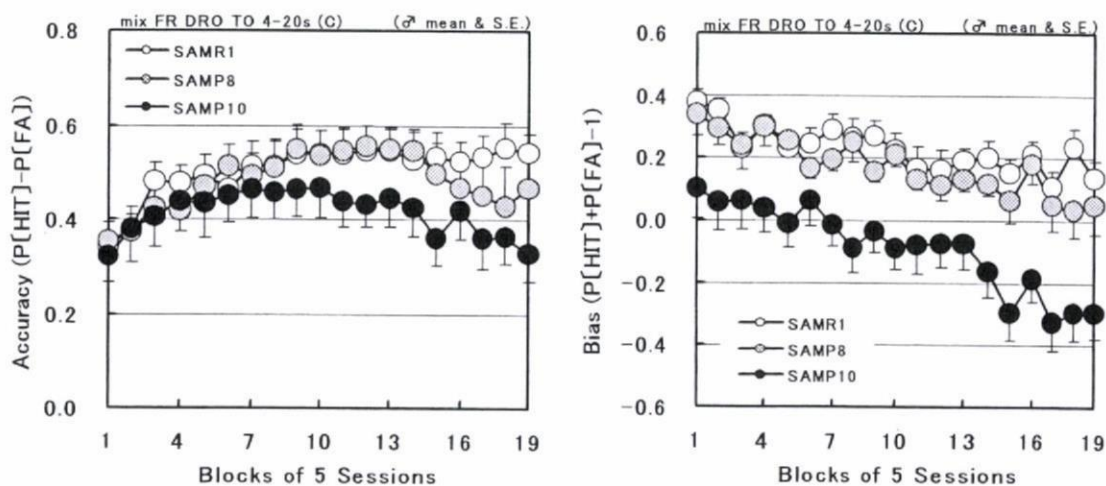 mix FR DRO TO 4-20s (C) (♂ mean & S.E.)
0.8
0.6
0.4
0.2
0.0
Accuracy (P[HIT]-P[FA])
SAMR1
SAMP8
SAMP10
1 4 7 10 13 16 19
Blocks of 5 Sessions
mix FR DRO TO 4-20s (C) (♂ mean & S.E.)
0.6
0.4
0.2
0.0
-0.2
-0.4
-0.6
Bias (P[HIT]+P[FA]-1)
SAMR1
SAMP8
SAMP10
1 4 7 10 13 16 19
Blocks of 5 Sessions